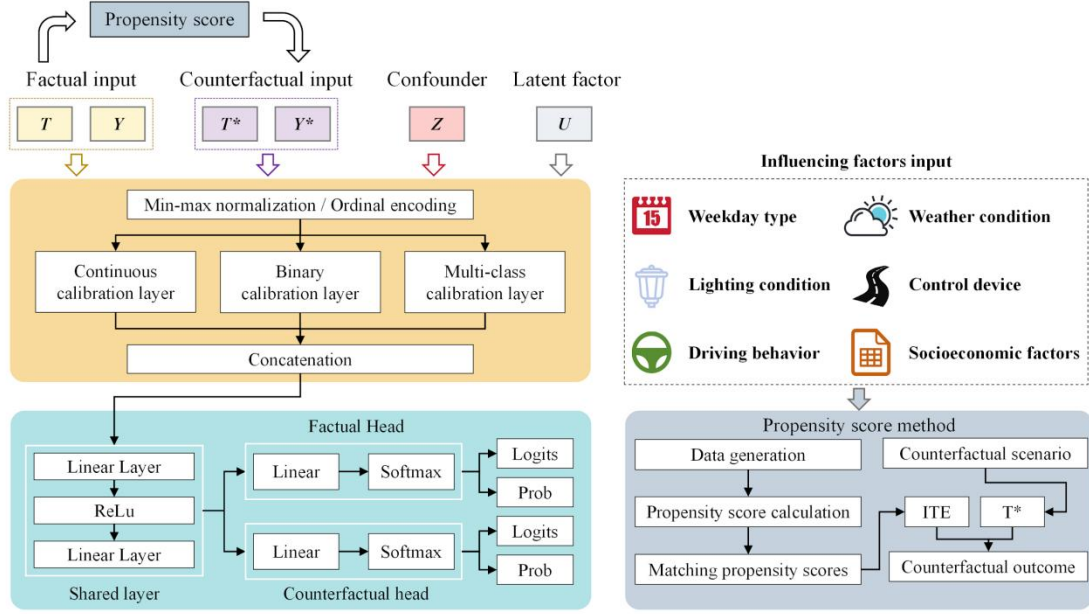 Propensity score
Factual input
Counterfactual input
Confounder
Latent factor
T
Y
T*
Y*
Z
U
Min-max normalization / Ordinal encoding
Continuous
calibration layer
Binary
calibration layer
Multi-class
calibration layer
Concatenation
Factual Head
Linear Layer
ReLu
Linear Layer
Shared layer
Linear
Softmax
Logits
Prob
Linear
Softmax
Logits
Prob
Counterfactual head
Influencing factors input
15
Weekday type
Weather condition
Lighting condition
Control device
Driving behavior
Socioeconomic factors
Propensity score method
Data generation
Counterfactual scenario
Propensity score calculation
ITE
T*
Matching propensity scores
Counterfactual outcome